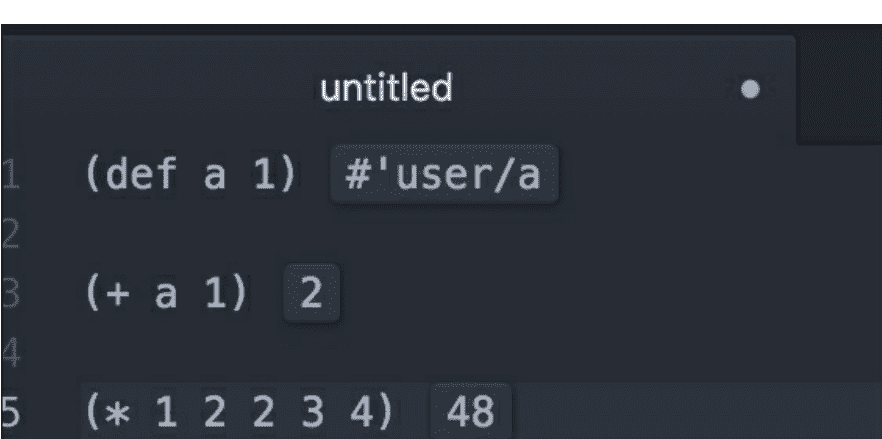 untitled
1 (def a 1) #'user/a
2
3 (+ a 1) 2
4
5 (* 1 2 2 3 4) 48